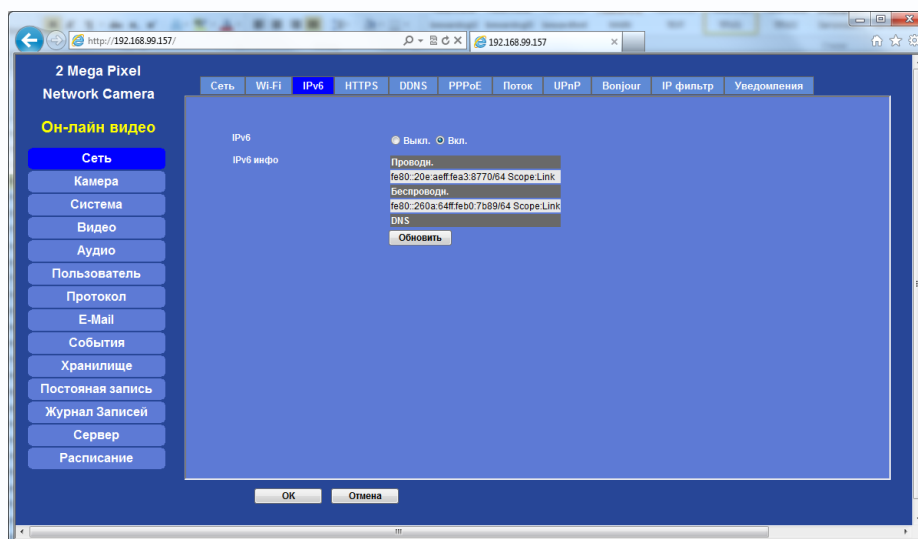 http://192.168.99.157/
192.168.99.157
2 Mega Pixel
Network Camera
Он-лайн видео
Сеть
Камера
Система
Видео
Аудио
Пользователь
Протокол
E-Mail
События
Хранилище
Постояная запись
Журнал Записей
Сервер
Расписание
Сеть Wi-Fi IPv6 HTTPS DDNS PPPoE Поток UPnP Bonjour IP фильтр Уведомления
IPv6 Выкл. Вкл.
IPv6 инфо Проводн.
fe80::20e:aeff:fea3:8770/64 Scope:Link
Беспроводн.
fe80::260a:64ff:feb0:7b89/64 Scope:Link
DNS
Обновить
OK Отмена